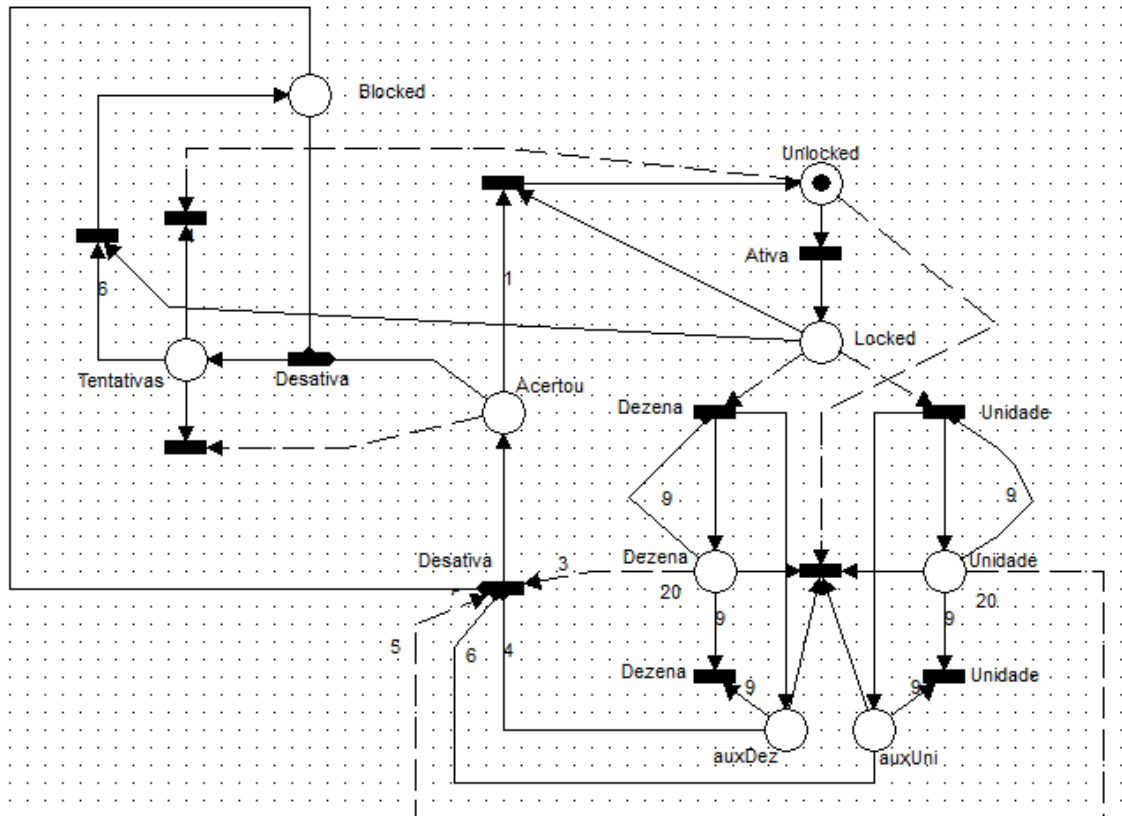 Blocked
Unlocked
Ativa
6
1
Locked
Tentativas
Desativa
Acertou
Dezena
Unidade
9
9
Desativa
3
Dezena
Unidade
20
20
9
9
5
6
4
Dezena
9
9
Unidade
auxDez
auxUni